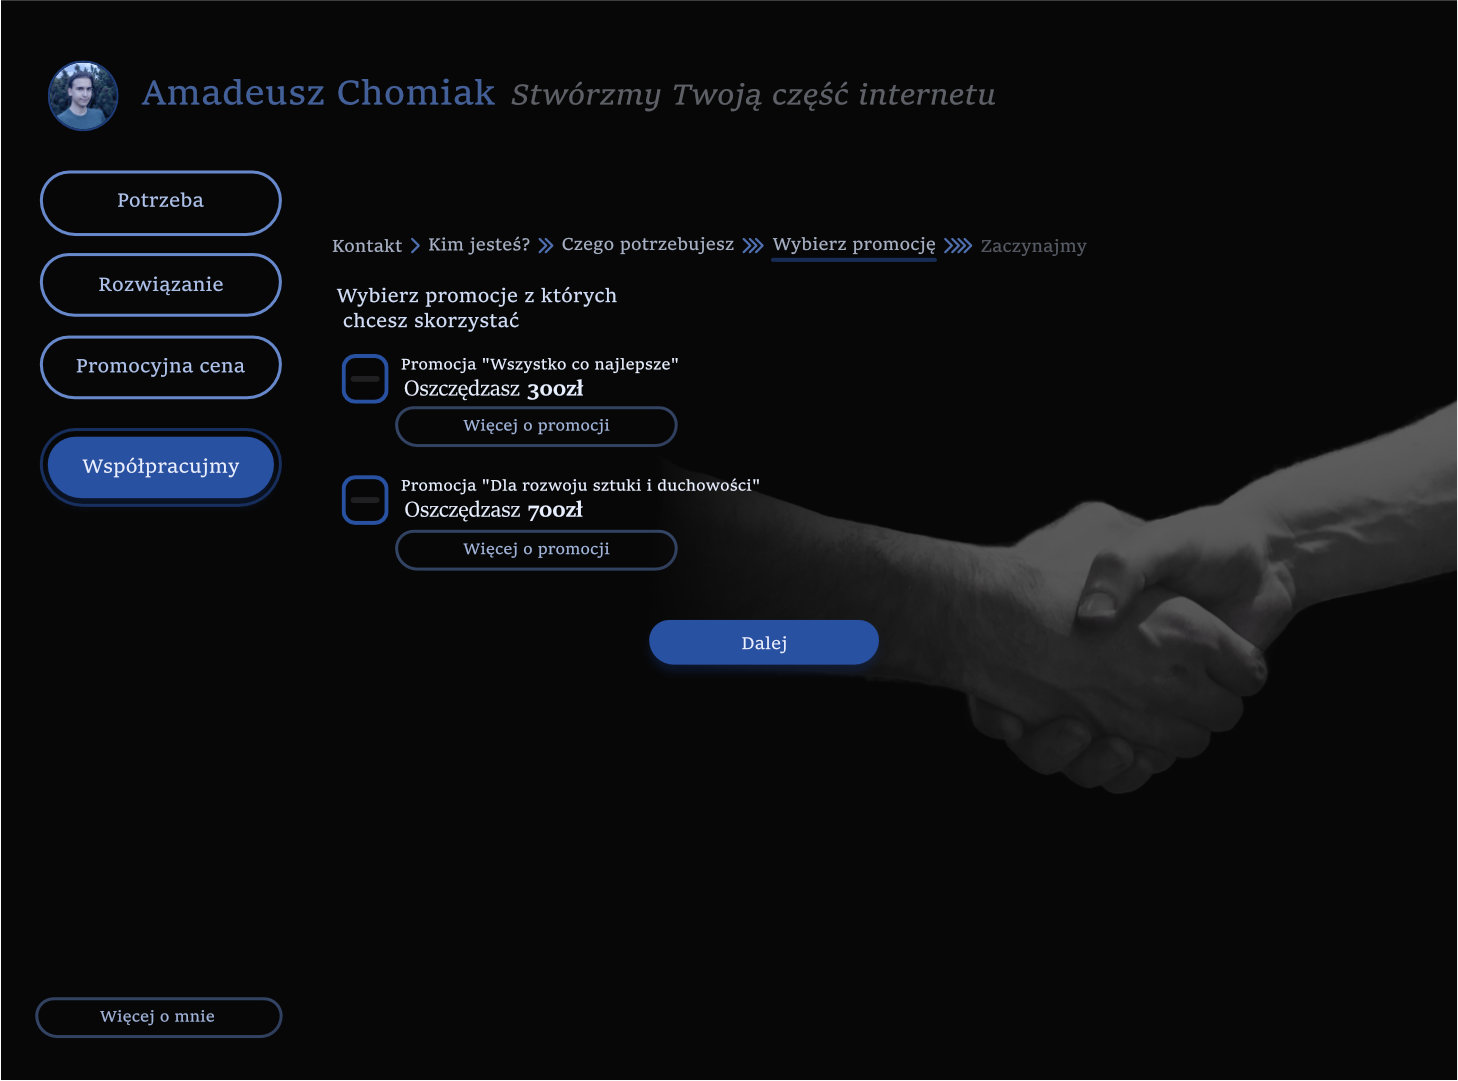 Amadeusz Chomiak Stwórzmy Twoją część internetu
Potrzeba
Rozwiązanie
Promocyjna cena
Współpracujmy
Kontakt Kim jesteś? Czego potrzebujesz Wybierz promocję Zaczynajmy
Wybierz promocje z których
chcesz skorzystać
Promocja "Wszystko co najlepsze"
Oszczędzasz 300zł
Więcej o promocji
Promocja "Dla rozwoju sztuki i duchowości"
Oszczędzasz 700zł
Więcej o promocji
Dalej
Więcej o mnie